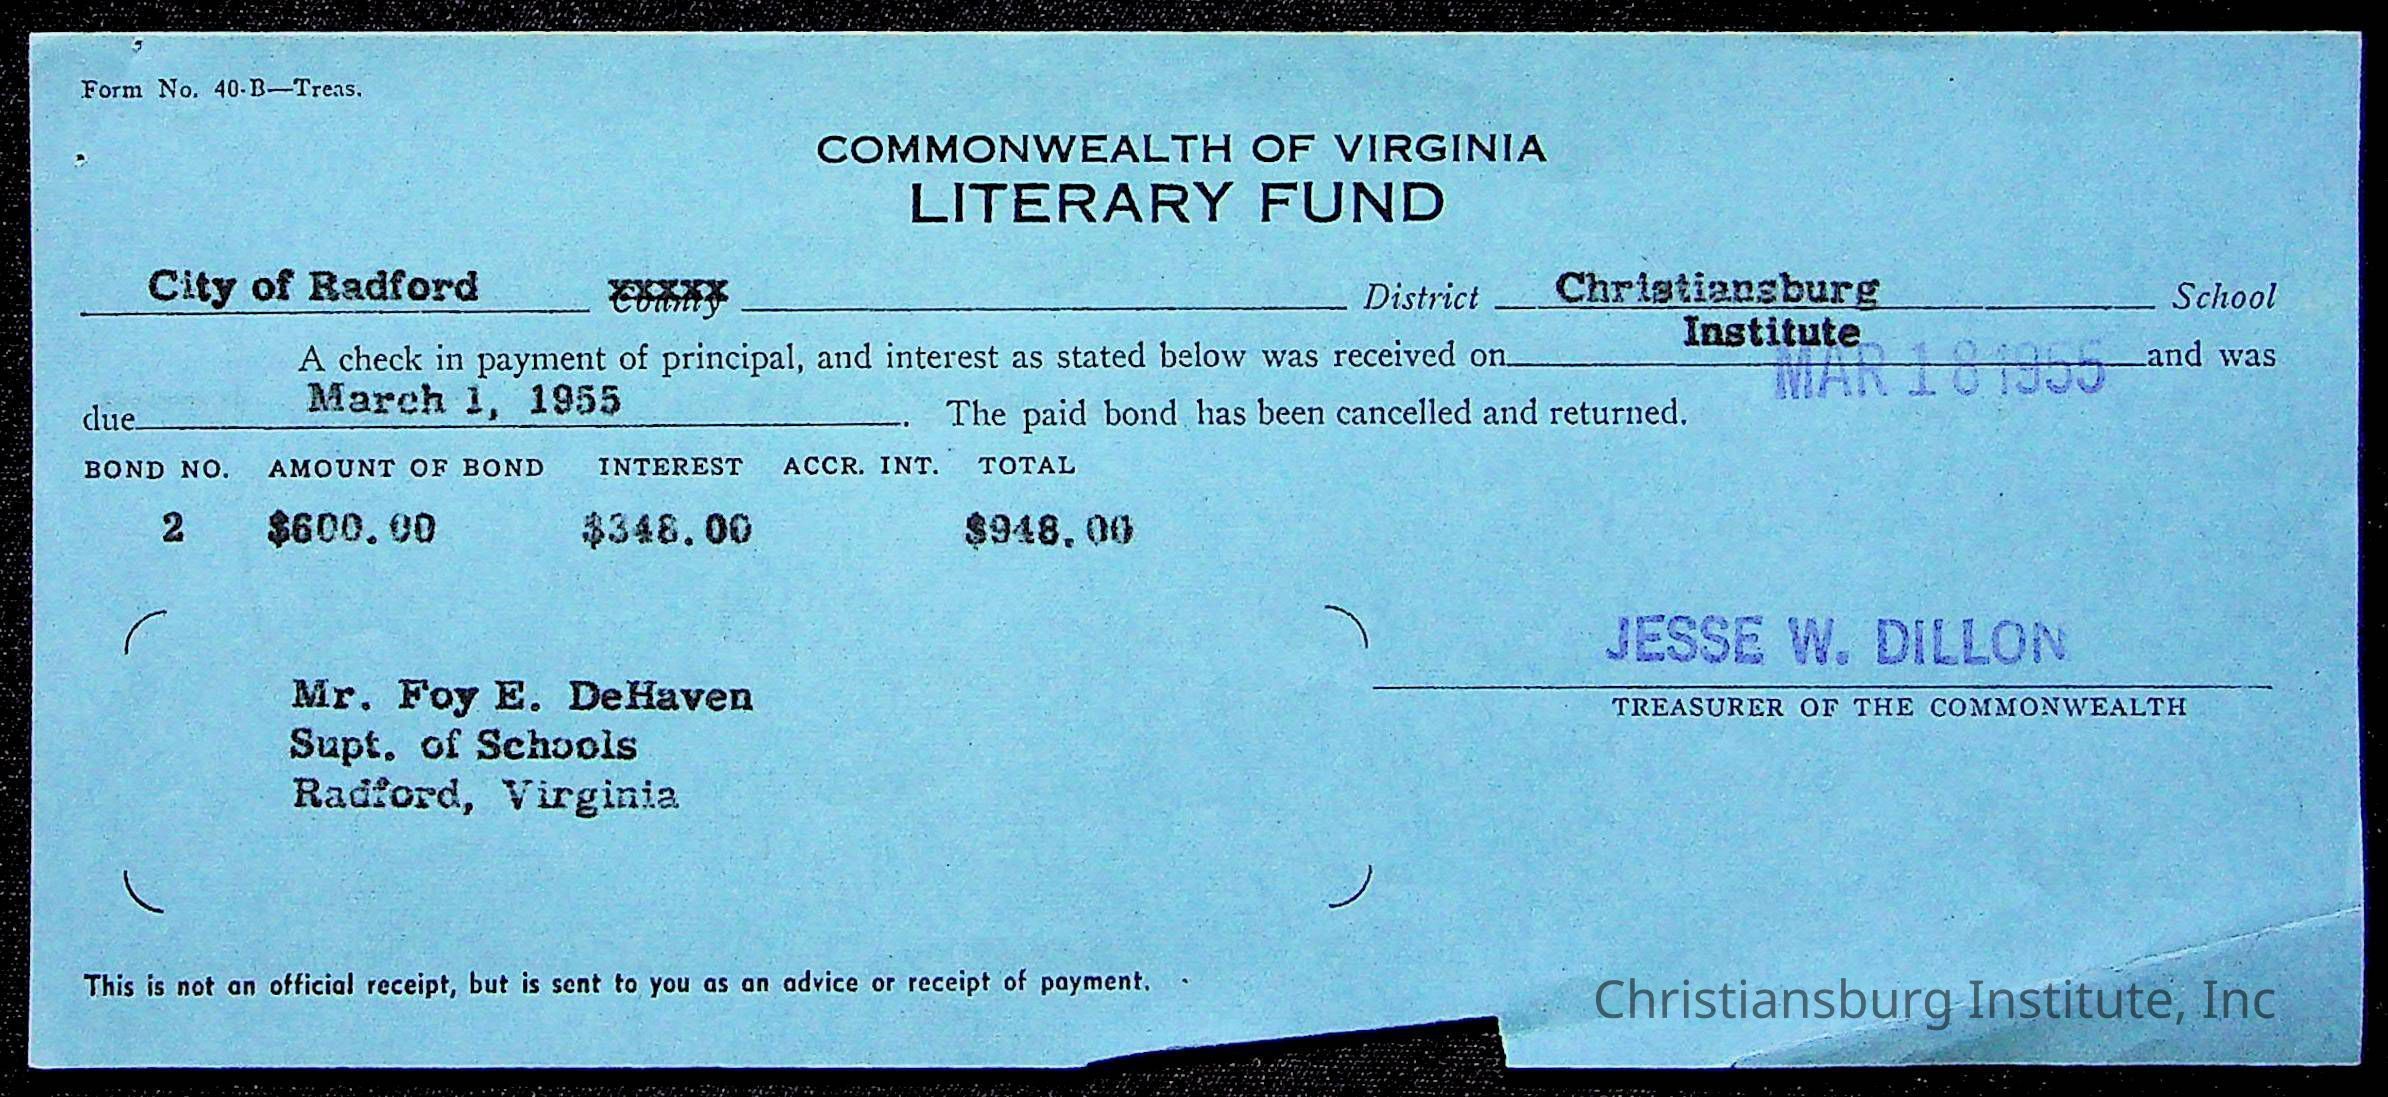 Form No. 40-B—Treas.
COMMONWEALTH OF VIRGINIA
LITERARY FUND
City of Radford xxxxx County District Christiansburg School
Institute
A check in payment of principal, and interest as stated below was received on MAR 18 1955 and was
due March 1, 1955. The paid bond has been cancelled and returned.
BOND NO. AMOUNT OF BOND INTEREST ACCR. INT. TOTAL
2 $600.00 $348.00 $948.00
JESSE W. DILLON
TREASURER OF THE COMMONWEALTH
Mr. Foy E. DeHaven
Supt. of Schools
Radford, Virginia
This is not an official receipt, but is sent to you as an advice or receipt of payment.
Christiansburg Institute, Inc